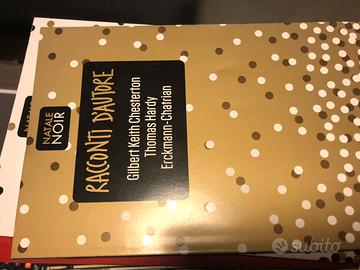 NATALE
NOIR
RACCONTI D'AUTORE
Gilbert Keith Chesterton
Thomas Hardy
Erckmann-Chatrian
subito